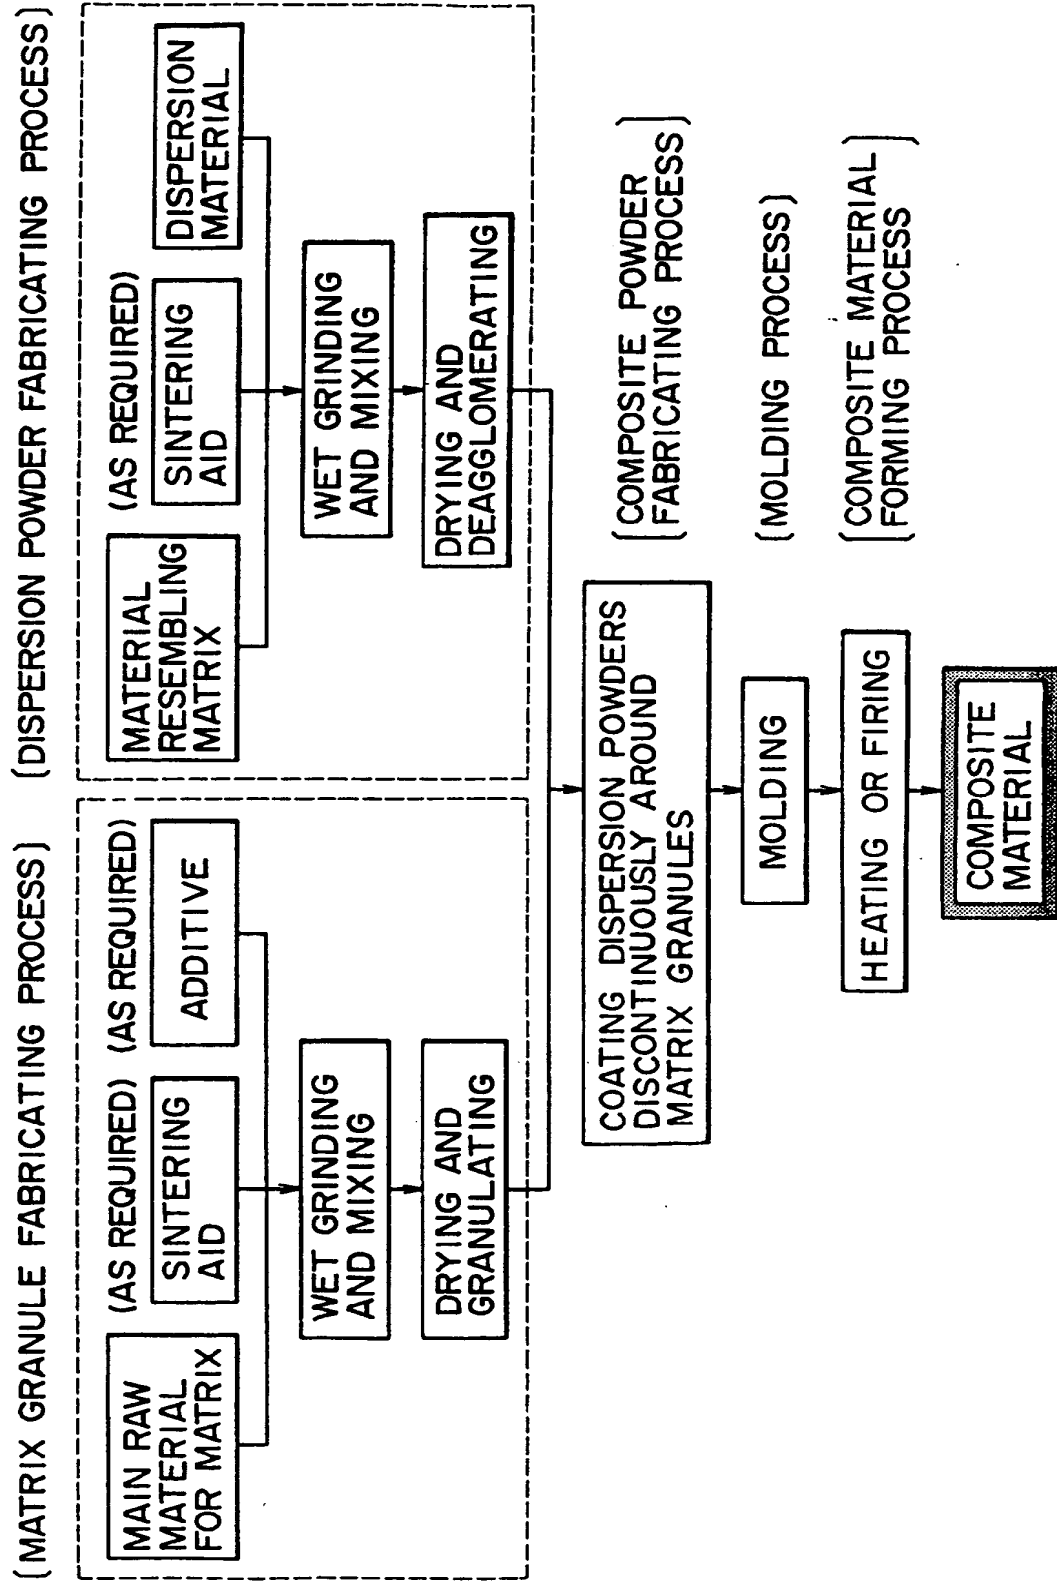 (MATRIX GRANULE FABRICATING PROCESS)
(DISPERSION POWDER FABRICATING PROCESS)
MAIN RAW
MATERIAL
FOR MATRIX
(AS REQUIRED)
SINTERING
AID
(AS REQUIRED)
ADDITIVE
WET GRINDING
AND MIXING
DRYING AND
GRANULATING
MATERIAL
RESEMBLING
MATRIX
(AS REQUIRED)
SINTERING
AID
DISPERSION
MATERIAL
WET GRINDING
AND MIXING
DRYING AND
DEAGGLOMERATING
COATING DISPERSION POWDERS
DISCONTINUOUSLY AROUND
MATRIX GRANULES
(COMPOSITE POWDER
FABRICATING PROCESS)
MOLDING
(MOLDING PROCESS)
HEATING OR FIRING
(COMPOSITE MATERIAL
FORMING PROCESS)
COMPOSITE
MATERIAL